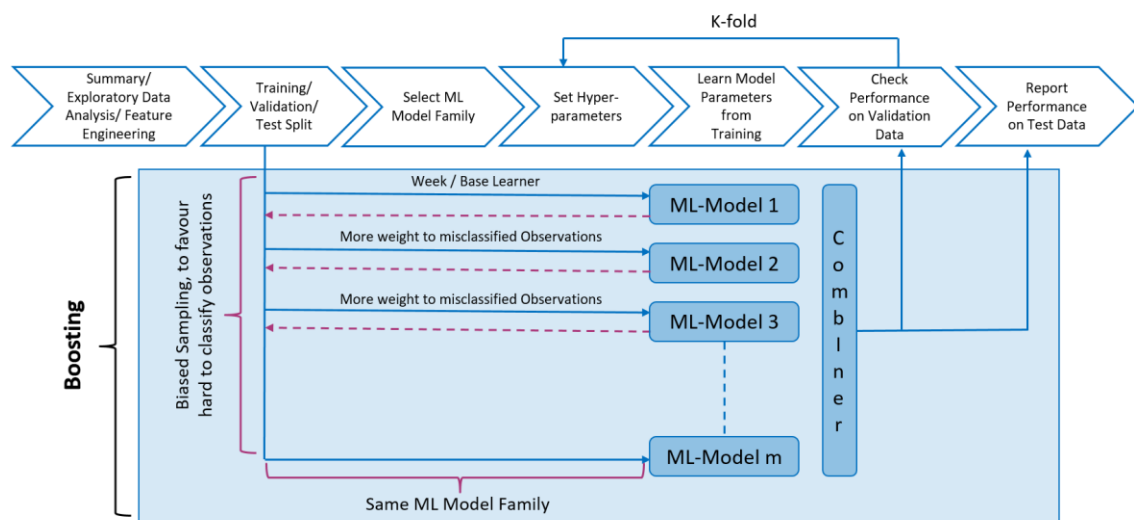 K-fold
Summary/
Exploratory Data
Analysis/ Feature
Engineering
Training/
Validation/
Test Split
Select ML
Model Family
Set Hyper-
parameters
Learn Model
Parameters
from
Training
Check
Performance
on Validation
Data
Report
Performance
on Test Data
Boosting
Biased Sampling, to favour
hard to classify observations
Week / Base Learner
ML-Model 1
More weight to misclassified Observations
ML-Model 2
More weight to misclassified Observations
ML-Model 3
ML-Model m
CombIner
Same ML Model Family